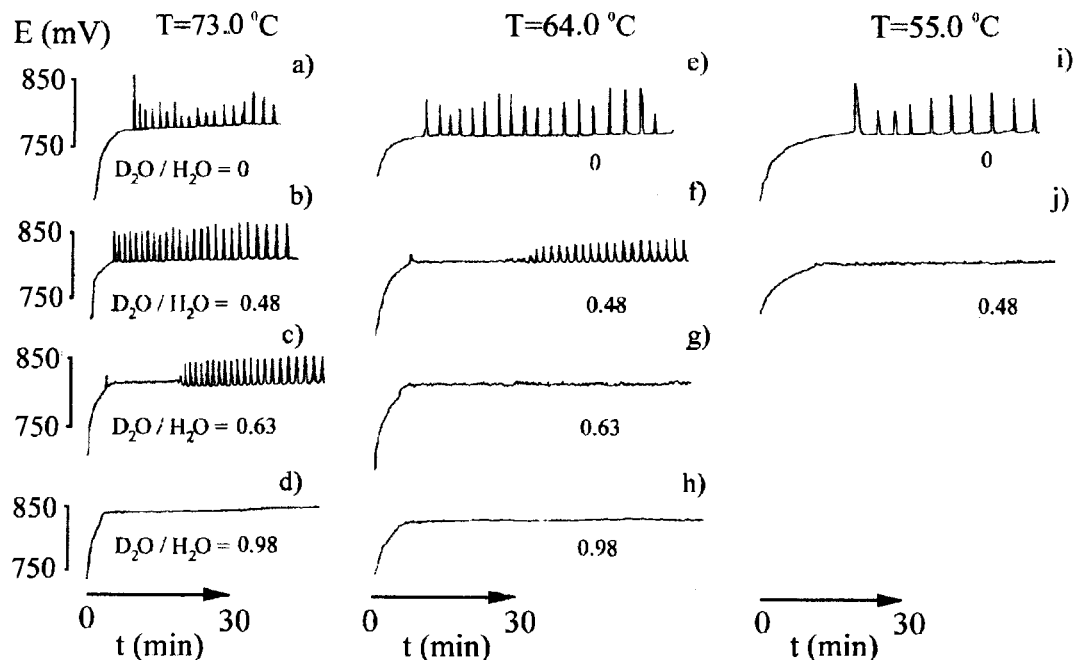 T=73.0 °C T=64.0 °C T=55.0 °C
E (mV)
a) e) i)
850
750
D₂O / H₂O = 0 0 0
b) f) j)
850
750
D₂O / H₂O = 0.48 0.48 0.48
c) g)
850
750
D₂O / H₂O = 0.63 0.63
d) h)
850
750
D₂O / H₂O = 0.98 0.98
0 30 0 30 0 30
t (min) t (min) t (min)